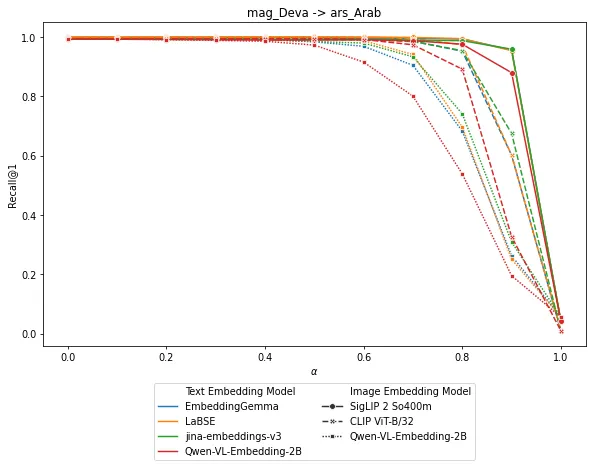 mag_Deva -> ars_Arab
1.0
0.8
0.6
0.4
0.2
0.0
Recall@1
0.0 0.2 0.4 0.6 0.8 1.0
α
Text Embedding Model Image Embedding Model
EmbeddingGemma SigLIP 2 So400m
LaBSE CLIP ViT-B/32
jina-embeddings-v3 Qwen-VL-Embedding-2B
Qwen-VL-Embedding-2B